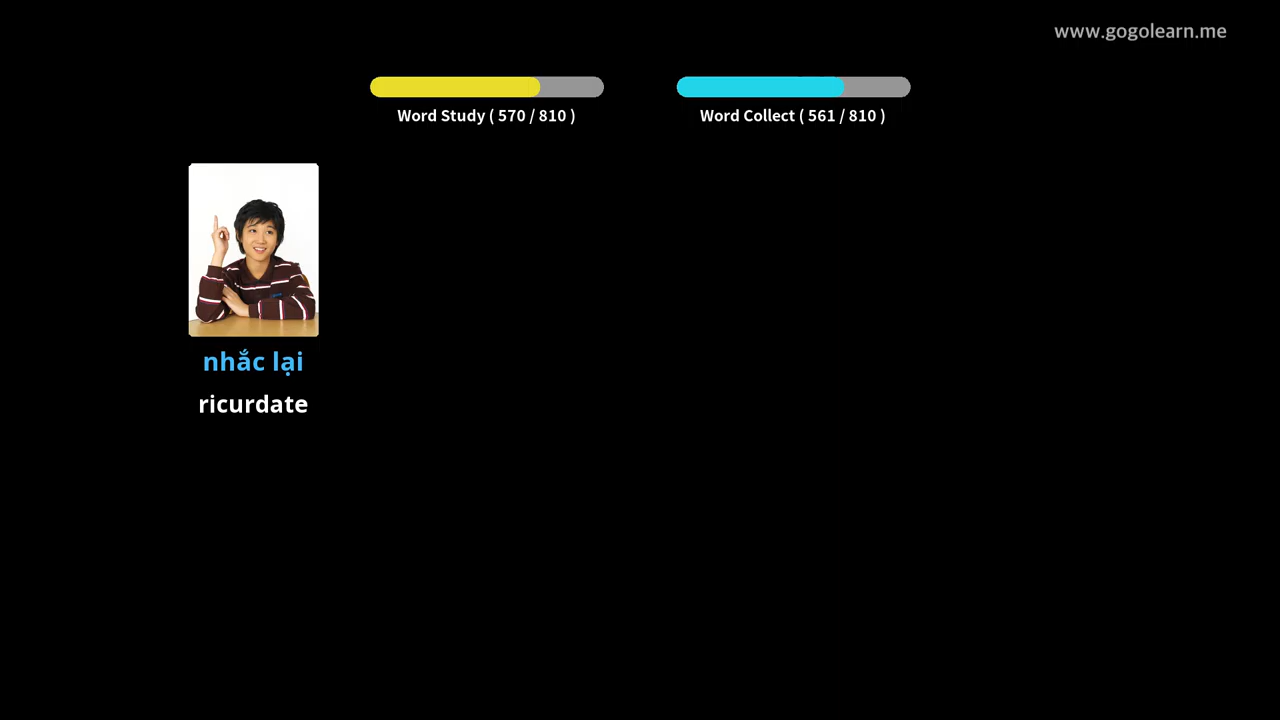 www.gogolearn.me
Word Study ( 570 / 810 )
Word Collect ( 561 / 810 )
nhắc lại
ricurdate